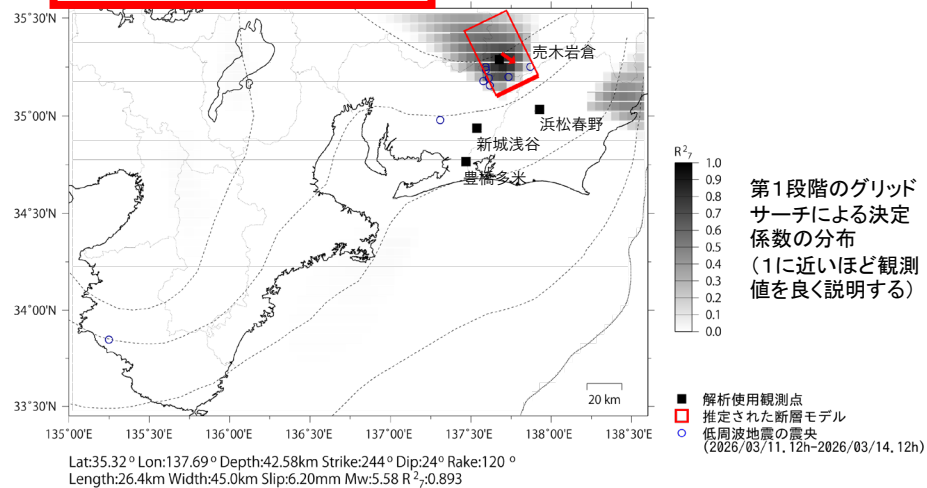 35˚30'N
35˚00'N
34˚30'N
34˚00'N
33˚30'N
135˚00'E
135˚30'E
136˚00'E
136˚30'E
137˚00'E
137˚30'E
138˚00'E
138˚30'E
売木岩倉
浜松春野
新城浅谷
豊橋多米
20 km
R²₇
1.0
0.9
0.8
0.7
0.6
0.5
0.4
0.3
0.2
0.1
0.0
第1段階のグリッド
サーチによる決定
係数の分布
(1に近いほど観測
値を良く説明する)
解析使用観測点
推定された断層モデル
低周波地震の震央
(2026/03/11.12h-2026/03/14.12h)
Lat:35.32 º Lon:137.69 º Depth:42.58km Strike:244 º Dip:24º Rake:120 º
Length:26.4km Width:45.0km Slip:6.20mm Mw:5.58 R ²₇:0.893